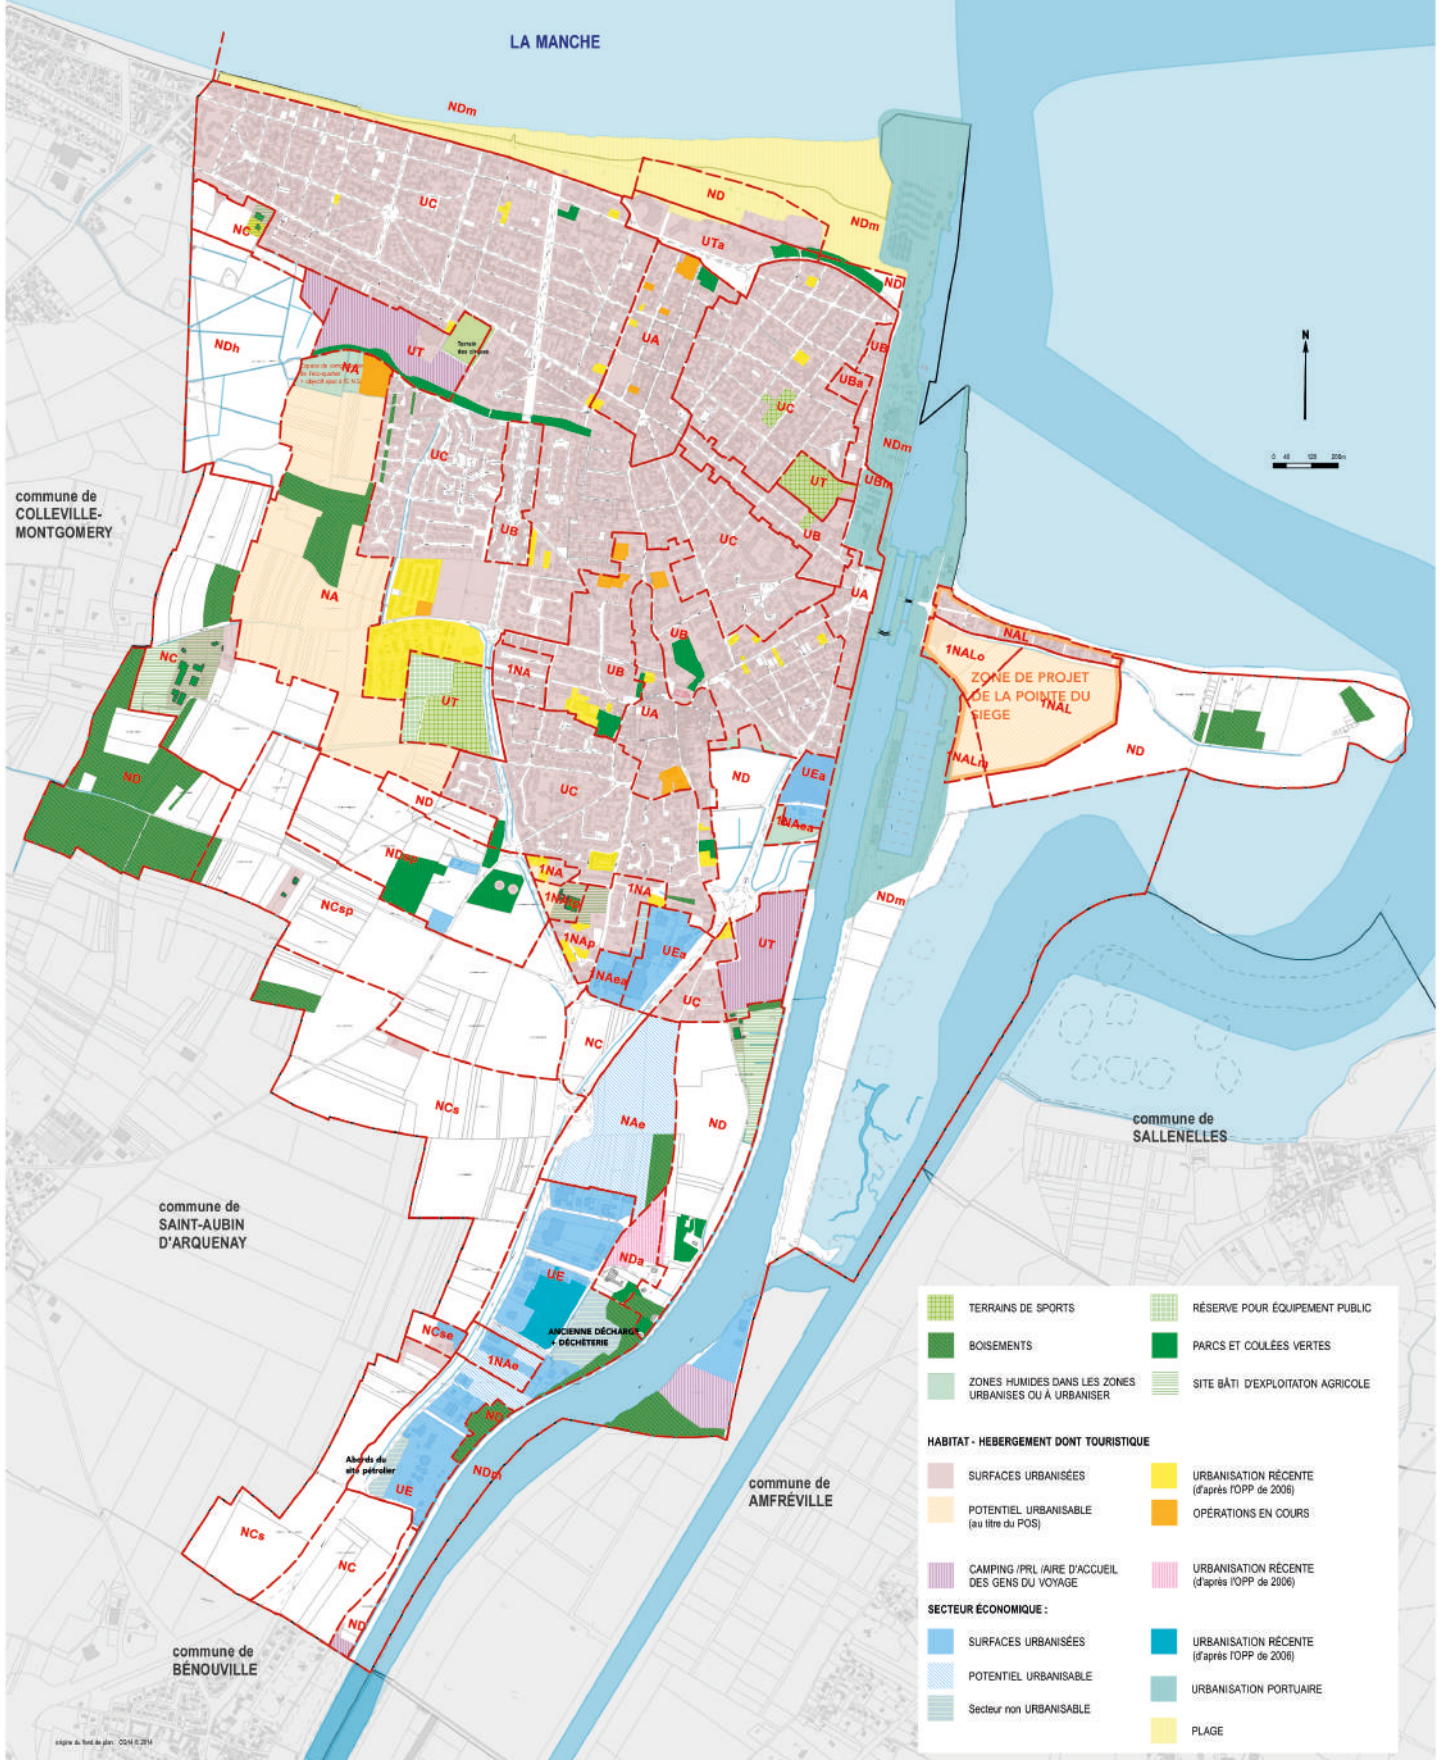 LA MANCHE
NDm
UC
ND
NDm
UTa
NC
ND
NDh
UT
Terrain
des cirques
UA
UB
UBa
NA
UC
NDm
UC
UT
UBm
commune de
COLLEVILLE-
MONTGOMERY
UB
UC
UB
NA
UA
UB
NAL
1NALo
ZONE DE PROJET
DE LA POINTE DU
SIEGE
1NAL
NC
1NA
UB
UT
UA
ND
NALm
ND
ND
UEa
UC
ND
1NAea
NDsp
1NA
1NA
NCsp
NDm
1NAp
UEa
UT
1NAea
UC
NC
NCs
NAe
ND
commune de
SALLENELLES
commune de
SAINT-AUBIN
D'ARQUENAY
NDa
UE
ANCIENNE DÉCHARGE
+ DÉCHÈTERIE
NCse
1NAe
ND
Abords du
site pétrolier
NDm
UE
commune de
AMFRÉVILLE
NCs
NC
ND
commune de
BÉNOUVILLE
N
TERRAINS DE SPORTS
RÉSERVE POUR ÉQUIPEMENT PUBLIC
BOISEMENTS
PARCS ET COULÉES VERTES
ZONES HUMIDES DANS LES ZONES
URBANISES OU À URBANISER
SITE BÂTI D'EXPLOITATON AGRICOLE
HABITAT - HEBERGEMENT DONT TOURISTIQUE
SURFACES URBANISÉES
URBANISATION RÉCENTE
(d'après l'OPP de 2006)
POTENTIEL URBANISABLE
(au titre du POS)
OPÉRATIONS EN COURS
CAMPING /PRL /AIRE D'ACCUEIL
DES GENS DU VOYAGE
URBANISATION RÉCENTE
(d'après l'OPP de 2006)
SECTEUR ÉCONOMIQUE :
SURFACES URBANISÉES
URBANISATION RÉCENTE
(d'après l'OPP de 2006)
POTENTIEL URBANISABLE
URBANISATION PORTUAIRE
Secteur non URBANISABLE
PLAGE